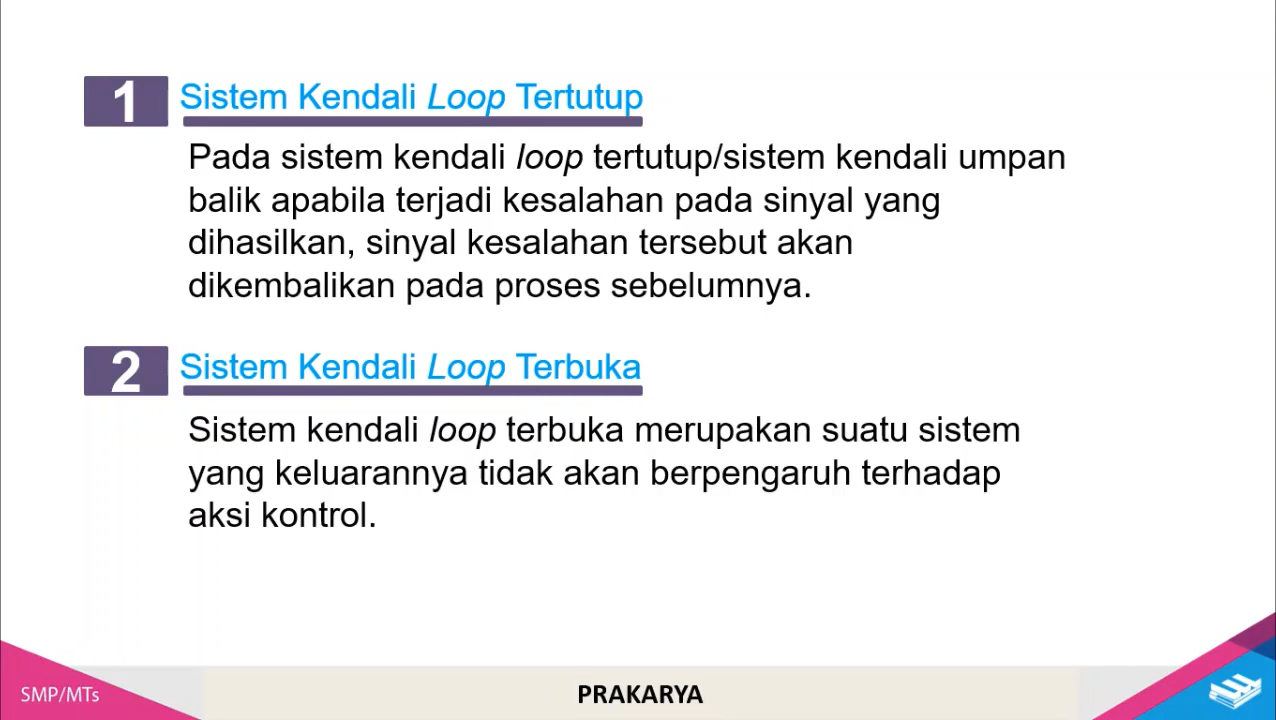 1 Sistem Kendali Loop Tertutup
Pada sistem kendali loop tertutup/sistem kendali umpan
balik apabila terjadi kesalahan pada sinyal yang
dihasilkan, sinyal kesalahan tersebut akan
dikembalikan pada proses sebelumnya.
2 Sistem Kendali Loop Terbuka
Sistem kendali loop terbuka merupakan suatu sistem
yang keluarannya tidak akan berpengaruh terhadap
aksi kontrol.
SMP/MTs
PRAKARYA